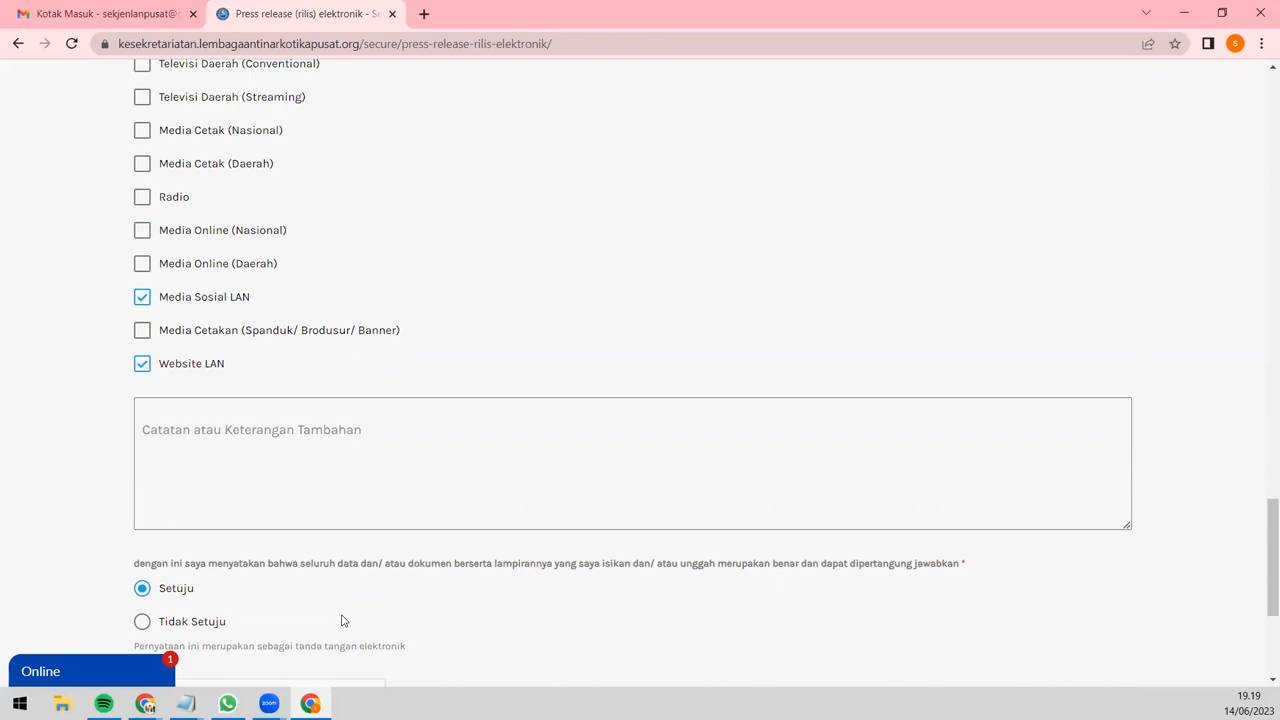 Kotak Masuk - sekjenlanpusat@
Press release (rilis) elektronik - Se
kesekretariatan.lembagaantinarkotikapusat.org/secure/press-release-rilis-elektronik/
S
Televisi Daerah (Conventional)
Televisi Daerah (Streaming)
Media Cetak (Nasional)
Media Cetak (Daerah)
Radio
Media Online (Nasional)
Media Online (Daerah)
Media Sosial LAN
Media Cetakan (Spanduk/ Brodusur/ Banner)
Website LAN
Catatan atau Keterangan Tambahan
dengan ini saya menyatakan bahwa seluruh data dan/ atau dokumen berserta lampirannya yang saya isikan dan/ atau unggah merupakan benar dan dapat dipertangung jawabkan *
Setuju
Tidak Setuju
Pernyataan ini merupakan sebagai tanda tangan elektronik
Online
1
zoom
19.19
14/06/2023